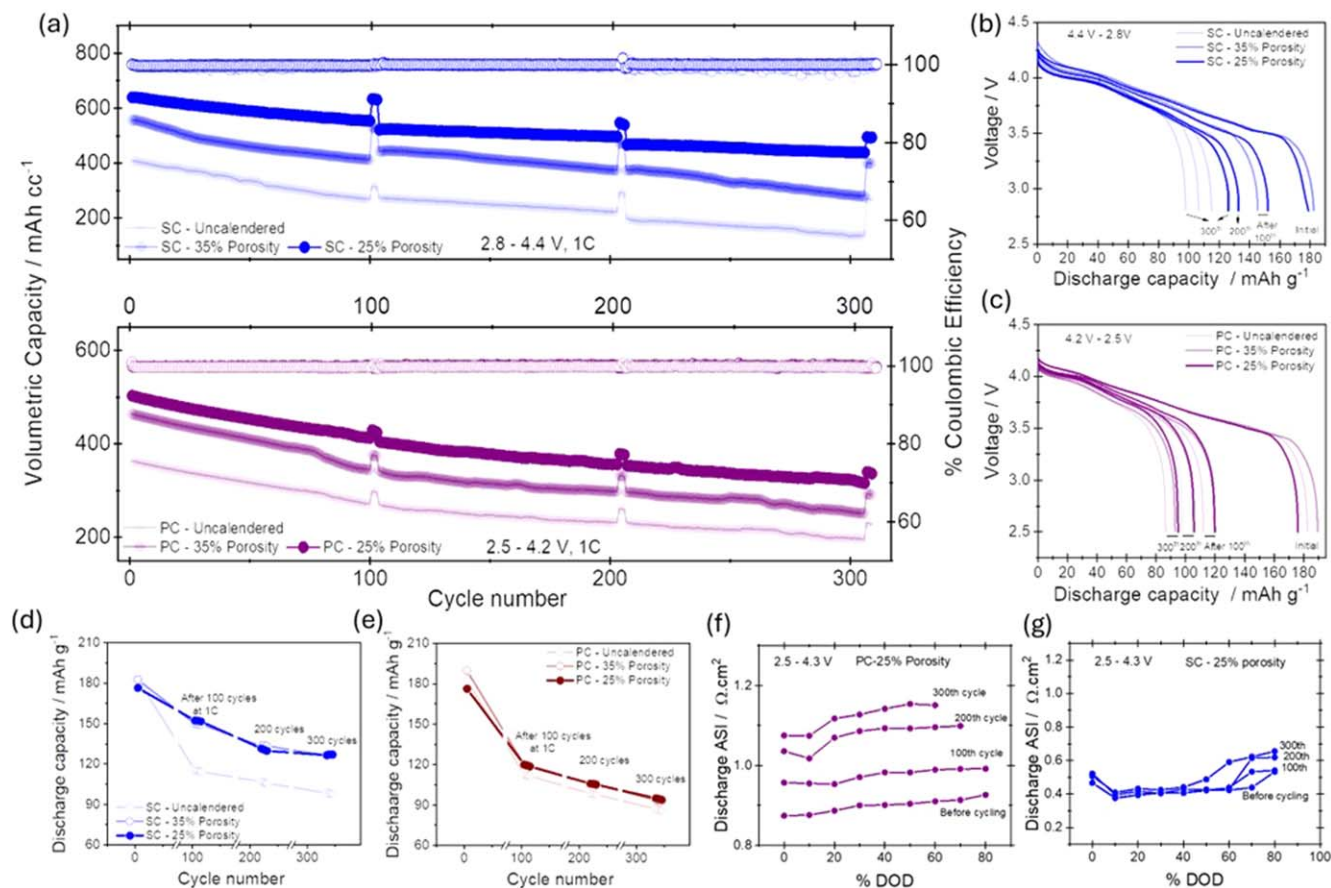 (a)
800
600
400
200
100
80
60
SC - Uncalendered
SC - 35% Porosity SC - 25% Porosity
2.8 - 4.4 V, 1C
0 100 200 300
600
400
200
100
80
60
PC - Uncalendered
PC - 35% Porosity PC - 25% Porosity
2.5 - 4.2 V, 1C
0 100 200 300
Cycle number
Volumetric Capacity / mAh cc⁻¹
% Coulombic Efficiency
(b)
4.5
4.0
3.5
3.0
2.5
Voltage / V
4.4 V - 2.8V
SC - Uncalendered
SC - 35% Porosity
SC - 25% Porosity
300th 200th After 100th Initial
0 20 40 60 80 100 120 140 160 180
Discharge capacity / mAh g⁻¹
(c)
4.5
4.0
3.5
3.0
2.5
Voltage / V
4.2 V - 2.5 V
PC - Uncalendered
PC - 35% Porosity
PC - 25% Porosity
300th 200th After 100th Initial
0 20 40 60 80 100 120 140 160 180
Discharge capacity / mAh g⁻¹
(d)
210
180
150
120
90
60
Discharge capacity / mAh g⁻¹
After 100 cycles
at 1C
200 cycles
300 cycles
SC - Uncalendered
SC - 35% Porosity
SC - 25% Porosity
0 100 200 300
Cycle number
(e)
210
180
150
120
90
60
Dischaarge capacity / mAh g⁻¹
PC - Uncalendered
PC - 35% Porosity
PC - 25% Porosity
After 100 cycles
at 1C
200 cycles
300 cycles
0 100 200 300
Cycle number
(f)
1.2
1.0
0.8
Discharge ASI / Ω.cm²
2.5 - 4.3 V PC-25% Porosity
300th cycle
200th cycle
100th cycle
Before cycling
0 20 40 60 80
% DOD
(g)
1.2
1.0
0.8
0.6
0.4
0.2
Discharge ASI / Ω.cm²
2.5 - 4.3 V SC - 25% porosity
300th
200th
100th
Before cycling
0 20 40 60 80 100
% DOD